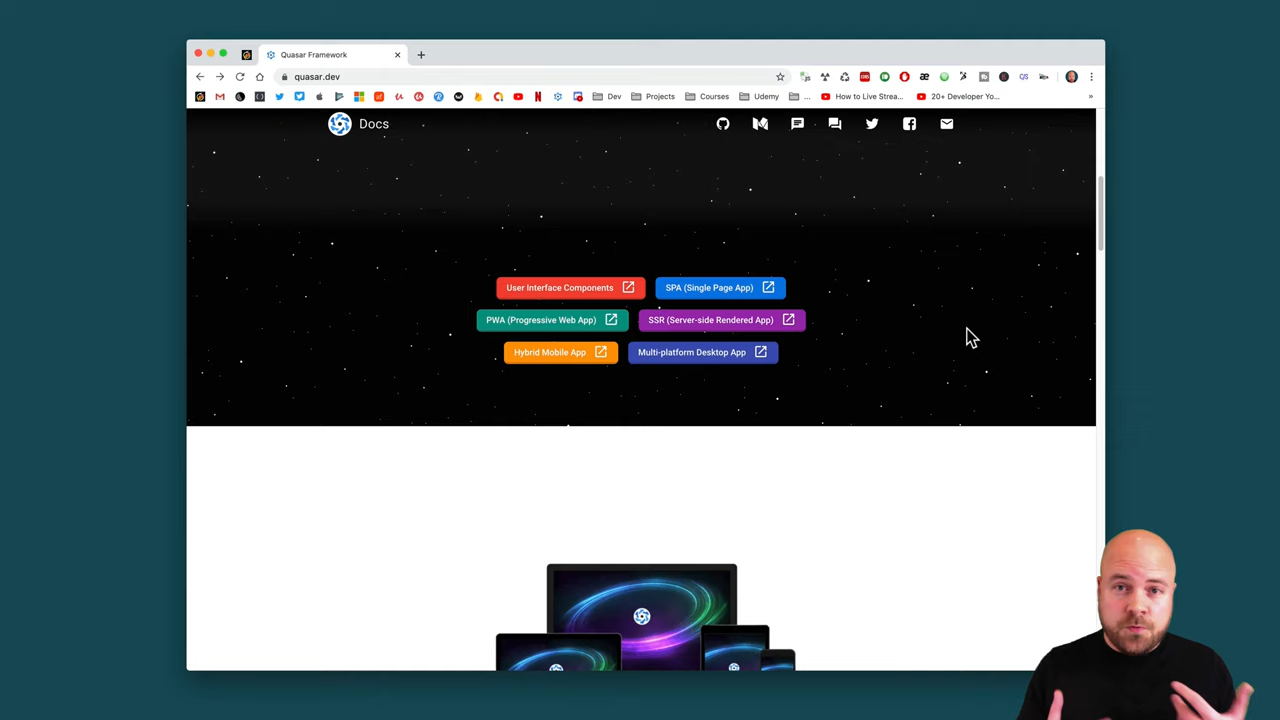 Quasar Framework
quasar.dev
Dev
Projects
Courses
Udemy
...
How to Live Strea...
20+ Developer Yo...
»
Docs
User Interface Components
SPA (Single Page App)
PWA (Progressive Web App)
SSR (Server-side Rendered App)
Hybrid Mobile App
Multi-platform Desktop App